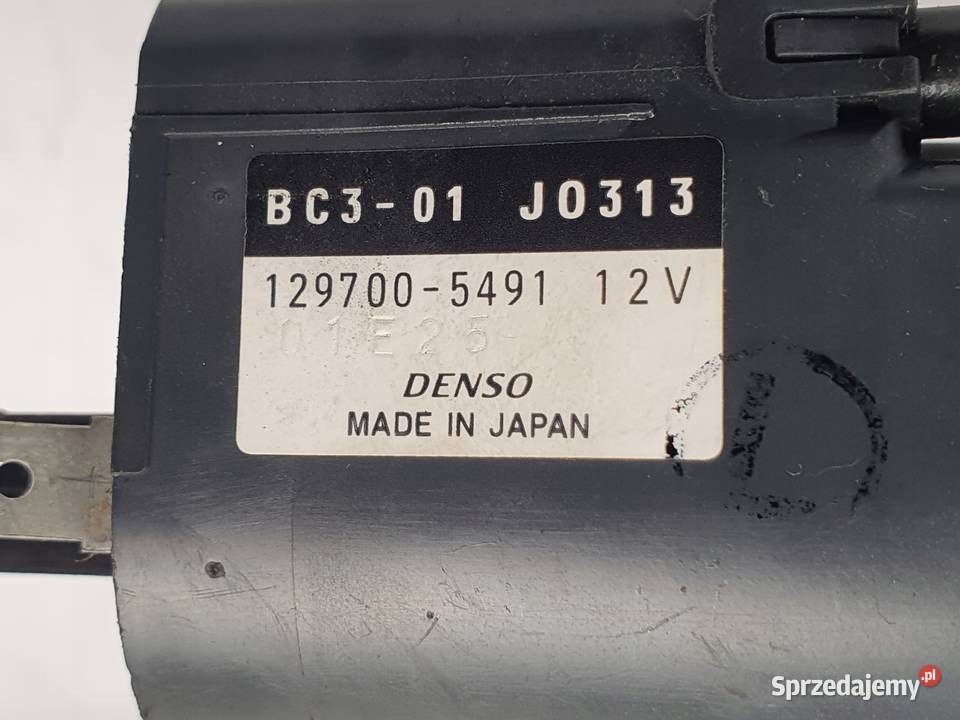 BC3-01 J0313
129700-5491 12V
01E25
DENSO
MADE IN JAPAN
D
Sprzedajemy.pl